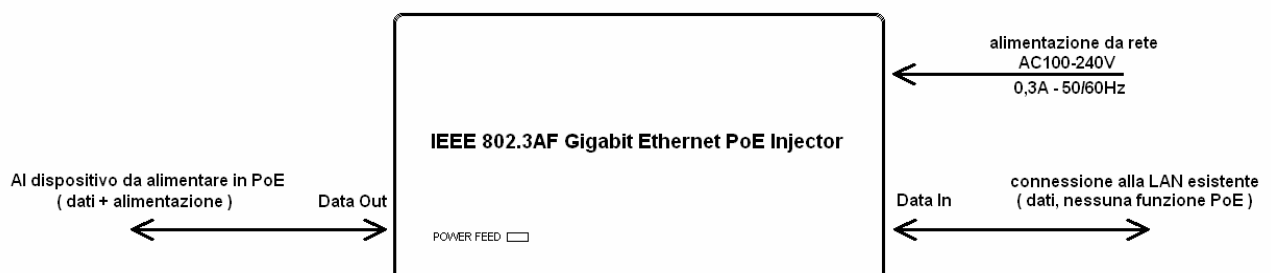 alimentazione da rete
AC100-240V
0,3A - 50/60Hz
IEEE 802.3AF Gigabit Ethernet PoE Injector
Al dispositivo da alimentare in PoE
( dati + alimentazione )
Data Out
Data In
connessione alla LAN esistente
( dati, nessuna funzione PoE )
POWER FEED